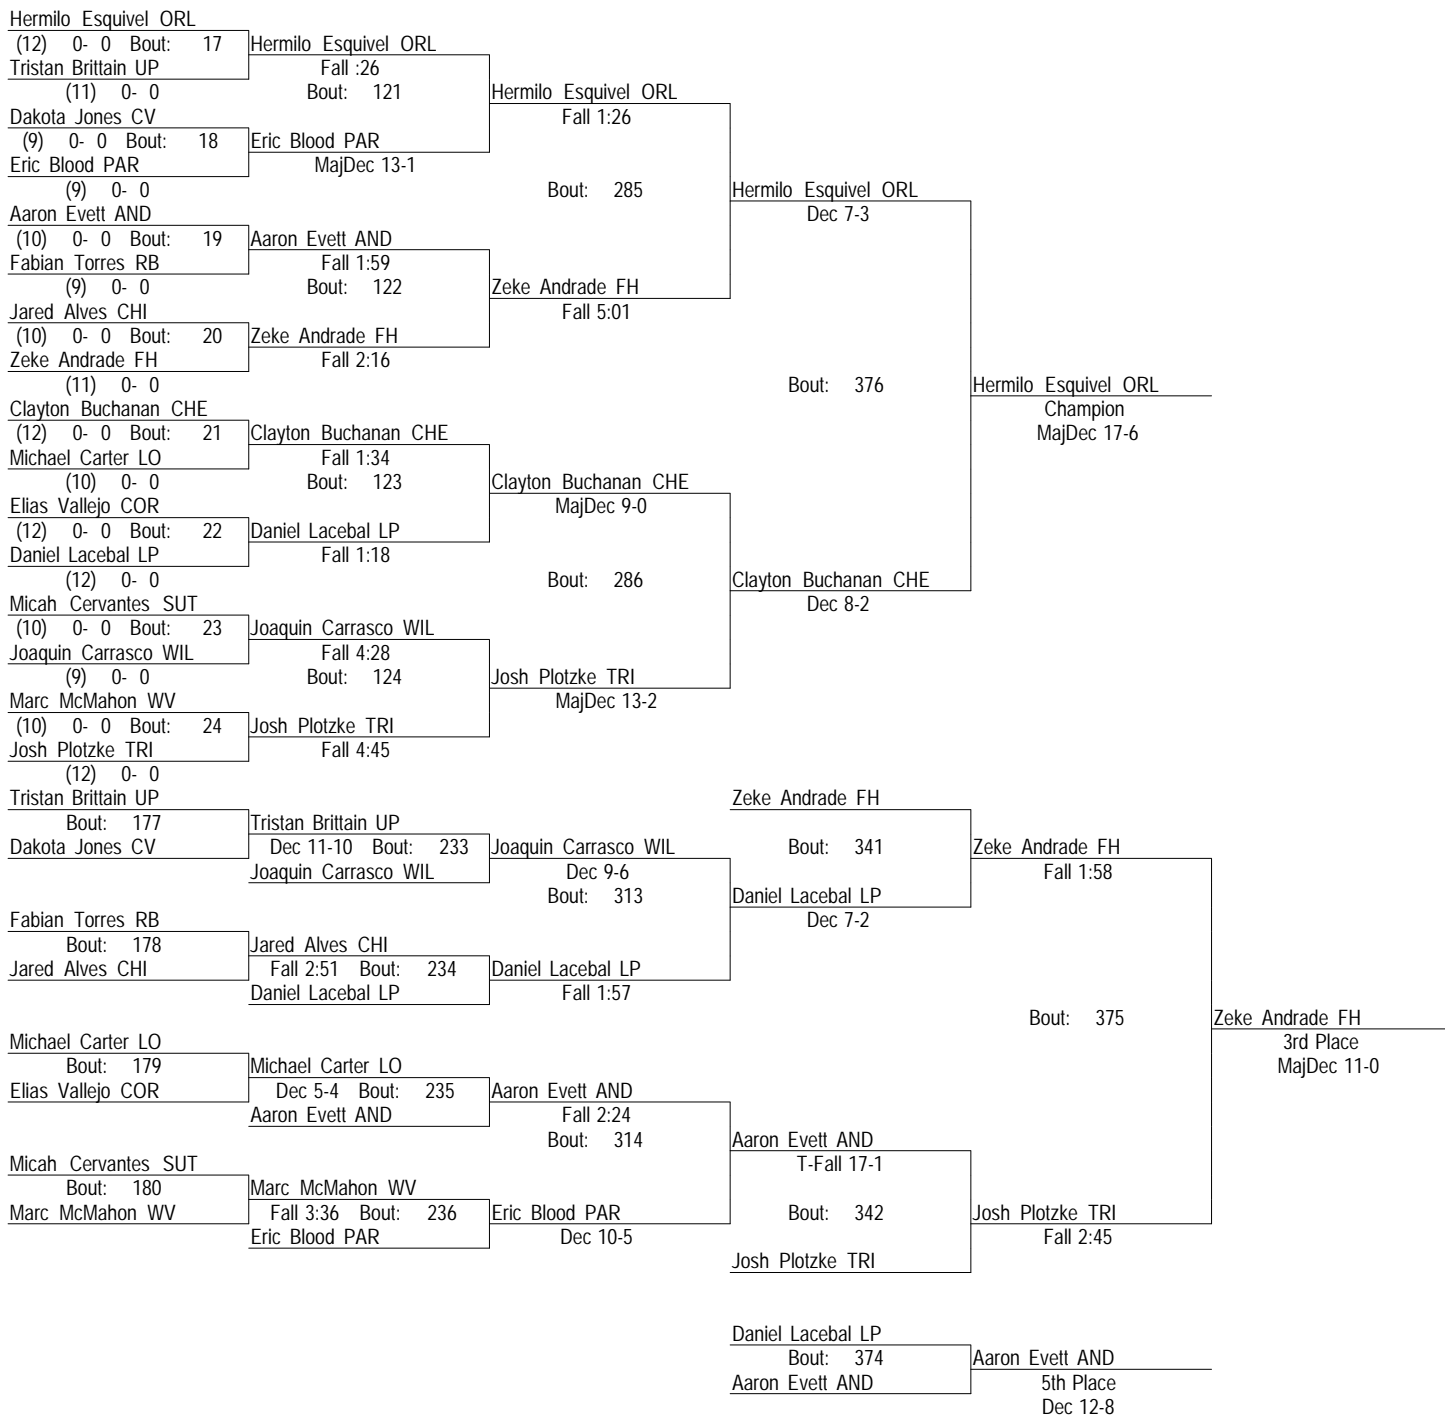 Hermilo Esquivel ORL
(12) 0- 0 Bout: 17 Hermilo Esquivel ORL
Tristan Brittain UP Fall :26
(11) 0- 0 Bout: 121 Hermilo Esquivel ORL
Dakota Jones CV Fall 1:26
(9) 0- 0 Bout: 18 Eric Blood PAR
Eric Blood PAR MajDec 13-1
(9) 0- 0 Bout: 285 Hermilo Esquivel ORL
Aaron Evett AND Dec 7-3
(10) 0- 0 Bout: 19 Aaron Evett AND
Fabian Torres RB Fall 1:59
(9) 0- 0 Bout: 122 Zeke Andrade FH
Jared Alves CHI Fall 5:01
(10) 0- 0 Bout: 20 Zeke Andrade FH
Zeke Andrade FH Fall 2:16
(11) 0- 0 Bout: 376 Hermilo Esquivel ORL
Clayton Buchanan CHE Champion
(12) 0- 0 Bout: 21 Clayton Buchanan CHE MajDec 17-6
Michael Carter LO Fall 1:34
(10) 0- 0 Bout: 123 Clayton Buchanan CHE
Elias Vallejo COR MajDec 9-0
(12) 0- 0 Bout: 22 Daniel Lacebal LP
Daniel Lacebal LP Fall 1:18
(12) 0- 0 Bout: 286 Clayton Buchanan CHE
Micah Cervantes SUT Dec 8-2
(10) 0- 0 Bout: 23 Joaquin Carrasco WIL
Joaquin Carrasco WIL Fall 4:28
(9) 0- 0 Bout: 124 Josh Plotzke TRI
Marc McMahon WV MajDec 13-2
(10) 0- 0 Bout: 24 Josh Plotzke TRI
Josh Plotzke TRI Fall 4:45
(12) 0- 0
Tristan Brittain UP Zeke Andrade FH
Bout: 177 Tristan Brittain UP
Dakota Jones CV Dec 11-10 Bout: 233 Joaquin Carrasco WIL Bout: 341 Zeke Andrade FH
Joaquin Carrasco WIL Dec 9-6 Fall 1:58
Bout: 313 Daniel Lacebal LP
Fabian Torres RB Dec 7-2
Bout: 178 Jared Alves CHI
Jared Alves CHI Fall 2:51 Bout: 234 Daniel Lacebal LP
Daniel Lacebal LP Fall 1:57
Bout: 375 Zeke Andrade FH
Michael Carter LO 3rd Place
Bout: 179 Michael Carter LO MajDec 11-0
Elias Vallejo COR Dec 5-4 Bout: 235 Aaron Evett AND
Aaron Evett AND Fall 2:24
Bout: 314 Aaron Evett AND
Micah Cervantes SUT T-Fall 17-1
Bout: 180 Marc McMahon WV
Marc McMahon WV Fall 3:36 Bout: 236 Eric Blood PAR Bout: 342 Josh Plotzke TRI
Eric Blood PAR Dec 10-5 Fall 2:45
Josh Plotzke TRI
Daniel Lacebal LP
Bout: 374 Aaron Evett AND
Aaron Evett AND 5th Place
Dec 12-8